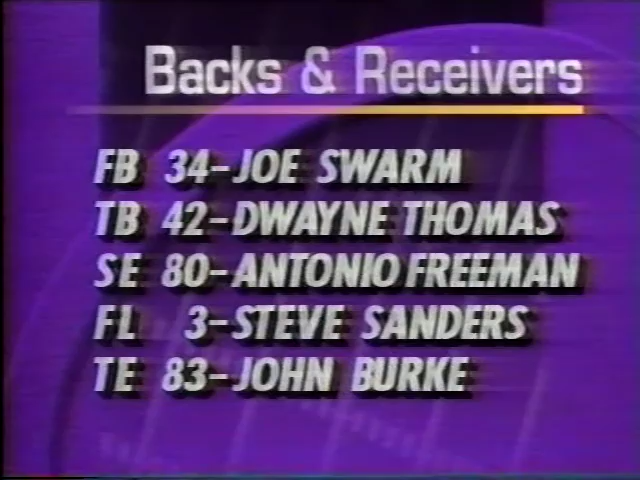 Backs & Receivers
FB 34-JOE SWARM
TB 42-DWAYNE THOMAS
SE 80-ANTONIO FREEMAN
FL 3-STEVE SANDERS
TE 83-JOHN BURKE